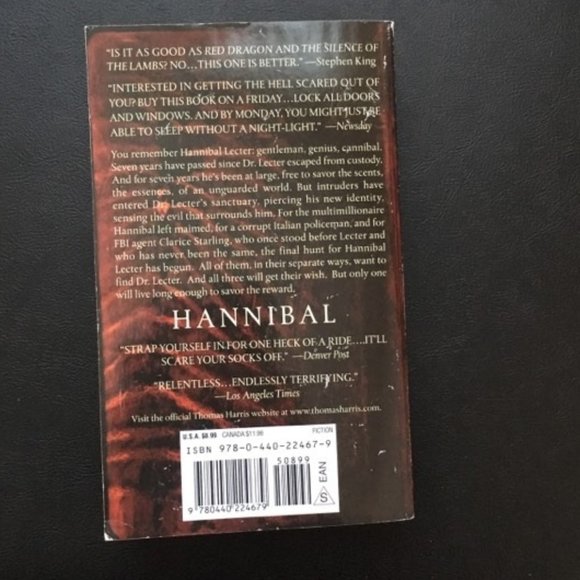 "IS IT AS GOOD AS RED DRAGON AND THE SILENCE OF
THE LAMBS? NO...THIS ONE IS BETTER."—Stephen King
"INTERESTED IN GETTING THE HELL SCARED OUT OF
YOU? BUY THIS BOOK ON A FRIDAY...LOCK ALL DOORS
AND WINDOWS. AND BY MONDAY, YOU MIGHT JUST BE
ABLE TO SLEEP WITHOUT A NIGHT-LIGHT." —Newsday
You remember Hannibal Lecter: gentleman, genius, cannibal.
Seven years have passed since Dr. Lecter escaped from custody.
And for seven years he's been at large, free to savor the scents,
the essences, of an unguarded world. But intruders have
entered Dr. Lecter's sanctuary, piercing his new identity,
sensing the evil that surrounds him. For the multimillionaire
Hannibal left maimed, for a corrupt Italian policeman, and for
FBI agent Clarice Starling, who once stood before Lecter and
who has never been the same, the final hunt for Hannibal
Lecter has begun. All of them, in their separate ways, want to
find Dr. Lecter. And all three will get their wish. But only one
will live long enough to savor the reward.
HANNIBAL
"STRAP YOURSELF IN FOR ONE HECK OF A RIDE....IT'LL
SCARE YOUR SOCKS OFF." —Denver Post
"RELENTLESS...ENDLESSLY TERRIFYING."
—Los Angeles Times
Visit the official Thomas Harris website at www.thomasharris.com.
U.S.A. $8.99 CANADA $11.99 FICTION
ISBN 978-0-440-22467-9
50899
9 780440 224679
S EAN